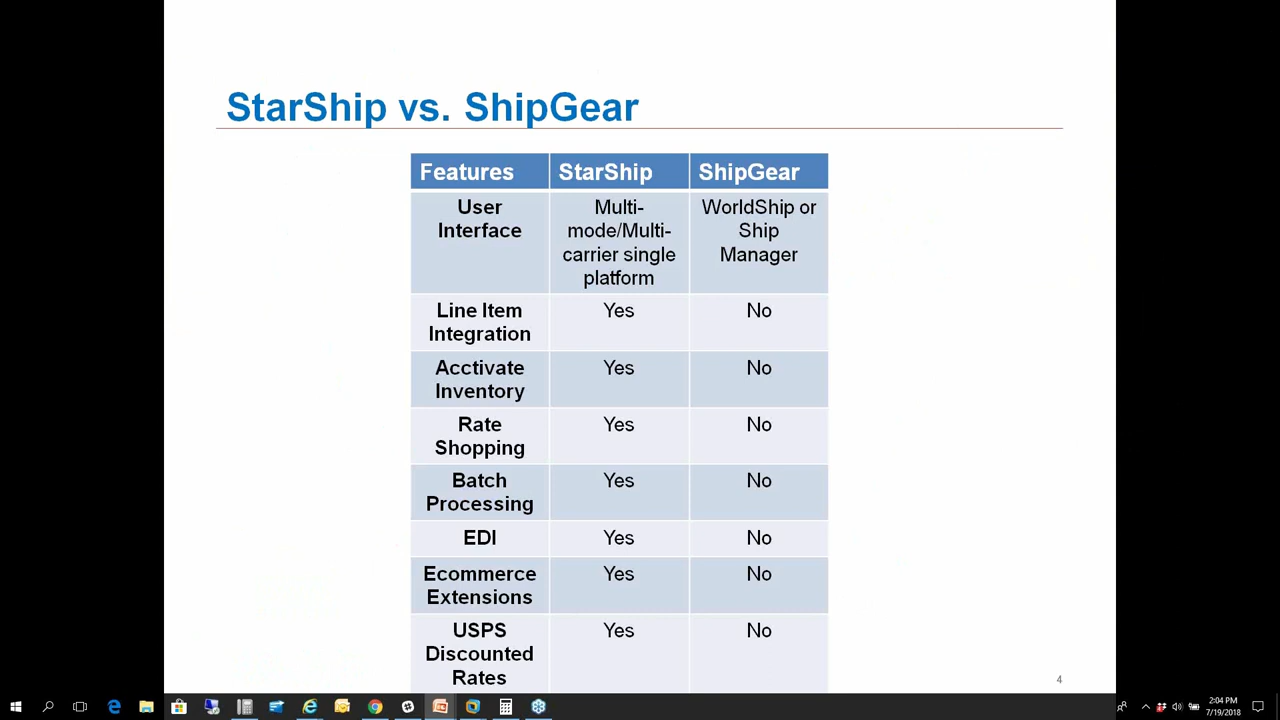 StarShip vs. ShipGear
Features StarShip ShipGear
User Interface Multi-mode/Multi-carrier single platform WorldShip or Ship Manager
Line Item Integration Yes No
Acctivate Inventory Yes No
Rate Shopping Yes No
Batch Processing Yes No
EDI Yes No
Ecommerce Extensions Yes No
USPS Discounted Rates Yes No
4
2:04 PM
7/19/2018